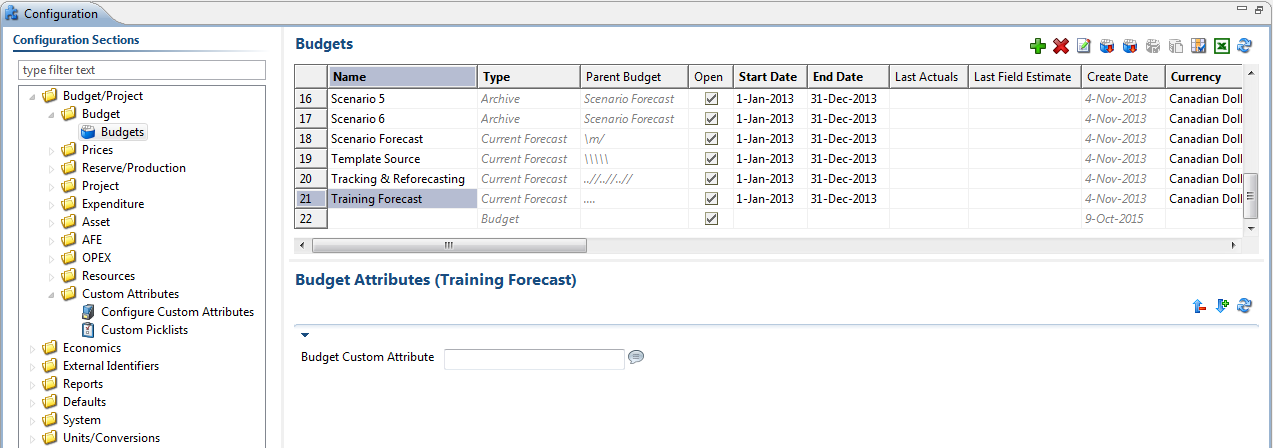 Configuration
Configuration Sections
type filter text
Budget/Project
Budget
Budgets
Prices
Reserve/Production
Project
Expenditure
Asset
AFE
OPEX
Resources
Custom Attributes
Configure Custom Attributes
Custom Picklists
Economics
External Identifiers
Reports
Defaults
System
Units/Conversions
Budgets
Name Type Parent Budget Open Start Date End Date Last Actuals Last Field Estimate Create Date Currency
16 Scenario 5 Archive Scenario Forecast 1-Jan-2013 31-Dec-2013 4-Nov-2013 Canadian Doll
17 Scenario 6 Archive Scenario Forecast 1-Jan-2013 31-Dec-2013 4-Nov-2013 Canadian Doll
18 Scenario Forecast Current Forecast \m/ 1-Jan-2013 31-Dec-2013 4-Nov-2013 Canadian Doll
19 Template Source Current Forecast \\\\\ 1-Jan-2013 31-Dec-2013 4-Nov-2013 Canadian Doll
20 Tracking & Reforecasting Current Forecast ..//..//..// 1-Jan-2013 31-Dec-2013 4-Nov-2013 Canadian Doll
21 Training Forecast Current Forecast .... 1-Jan-2013 31-Dec-2013 4-Nov-2013 Canadian Doll
22 Budget 9-Oct-2015
Budget Attributes (Training Forecast)
Budget Custom Attribute